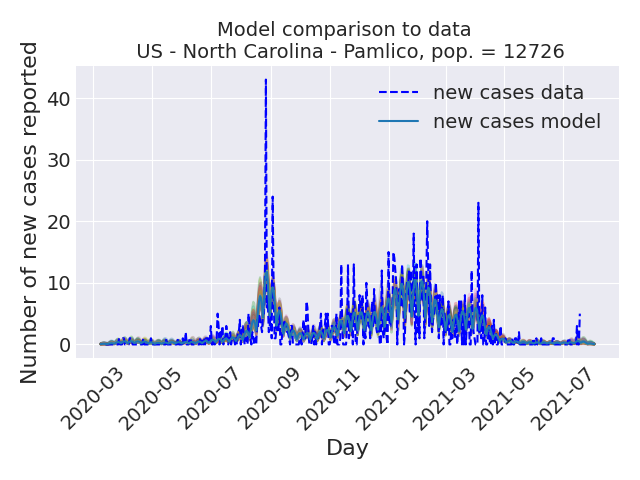 Model comparison to data
US - North Carolina - Pamlico, pop. = 12726
Number of new cases reported
40
30
20
10
0
new cases data
new cases model
2020-03
2020-05
2020-07
2020-09
2020-11
2021-01
2021-03
2021-05
2021-07
Day